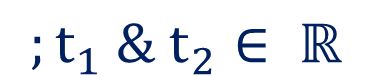 ; t₁ & t₂ ∈ ℝ